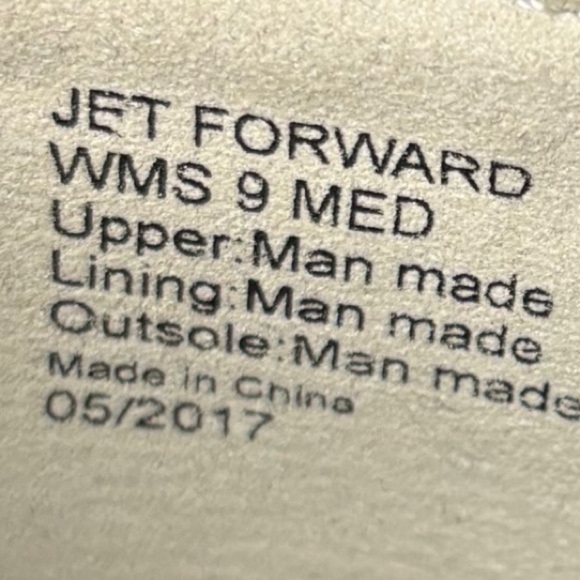 JET FORWARD
WMS 9 MED
Upper:Man made
Lining:Man made
Outsole:Man made
Made in China
05/2017